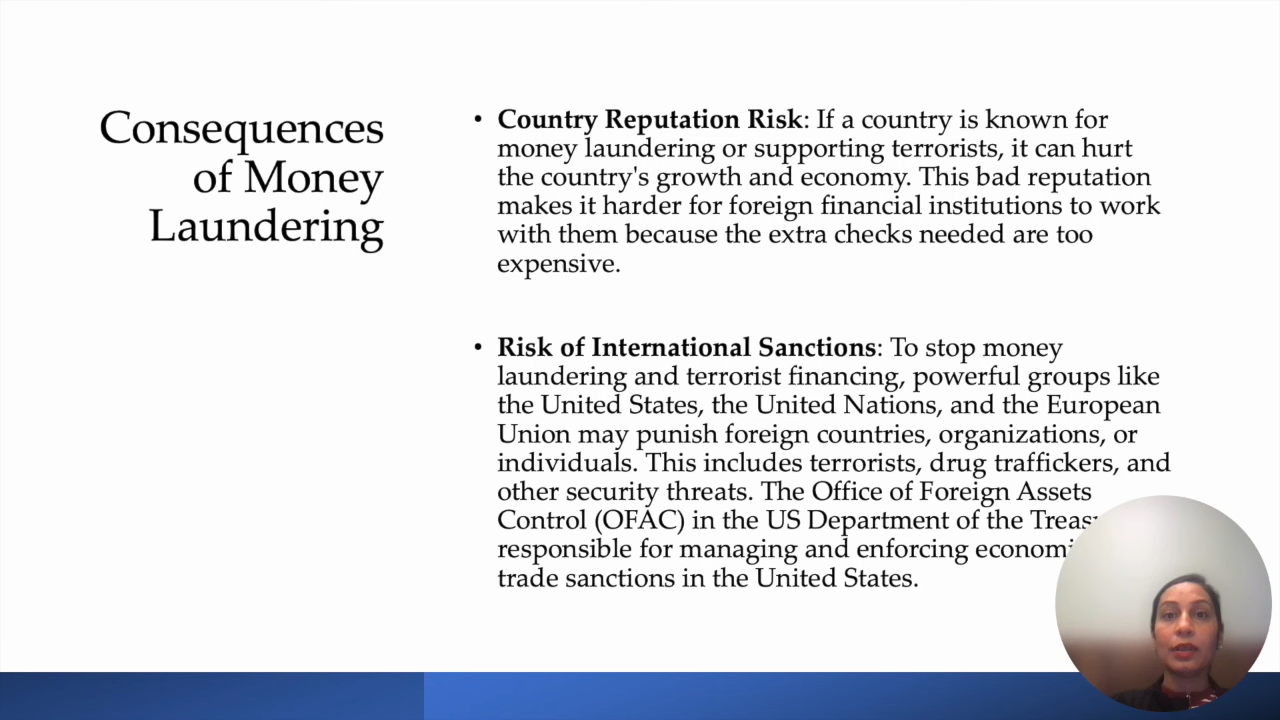 Consequences
of Money
Laundering
• Country Reputation Risk: If a country is known for
money laundering or supporting terrorists, it can hurt
the country's growth and economy. This bad reputation
makes it harder for foreign financial institutions to work
with them because the extra checks needed are too
expensive.
• Risk of International Sanctions: To stop money
laundering and terrorist financing, powerful groups like
the United States, the United Nations, and the European
Union may punish foreign countries, organizations, or
individuals. This includes terrorists, drug traffickers, and
other security threats. The Office of Foreign Assets
Control (OFAC) in the US Department of the
responsible for managing and enforcing
trade sanctions in the United States.